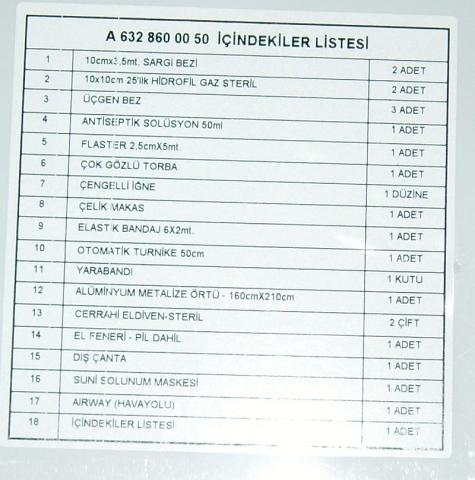 A 632 860 00 50 İÇİNDEKİLER LİSTESİ
1 10cmx3,5mt. SARGI BEZİ 2 ADET
2 10x10cm 25'lik HİDROFİL GAZ STERİL 2 ADET
3 ÜÇGEN BEZ 3 ADET
4 ANTİSEPTİK SOLÜSYON 50ml 1 ADET
5 FLASTER 2,5cmX5mt. 1 ADET
6 ÇOK GÖZLÜ TORBA 1 ADET
7 ÇENGELLİ İĞNE 1 DÜZİNE
8 ÇELİK MAKAS 1 ADET
9 ELASTİK BANDAJ 6X2mt. 1 ADET
10 OTOMATİK TURNİKE 50cm 1 ADET
11 YARABANDI 1 KUTU
12 ALÜMİNYUM METALİZE ÖRTÜ - 160cmX210cm 1 ADET
13 CERRAHİ ELDİVEN-STERİL 2 ÇİFT
14 EL FENERİ - PİL DAHİL 1 ADET
15 DIŞ ÇANTA 1 ADET
16 SUNİ SOLUNUM MASKESİ 1 ADET
17 AIRWAY (HAVAYOLU) 1 ADET
18 İÇİNDEKİLER LİSTESİ 1 ADET